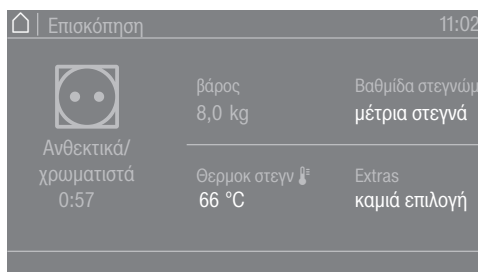 Επισκόπηση 11:02
βάρος
8,0 kg
Βαθμίδα στεγνώμ
μέτρια στεγνά
Ανθεκτικά/
χρωματιστά
0:57
Θερμοκ στεγν
66 °C
Extras
καμιά επιλογή